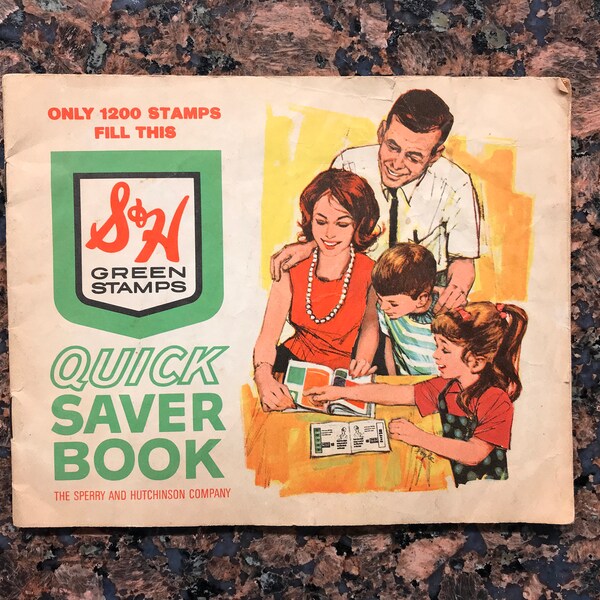 ONLY 1200 STAMPS
FILL THIS
S&H
GREEN
STAMPS
QUICK
SAVER
BOOK
THE SPERRY AND HUTCHINSON COMPANY